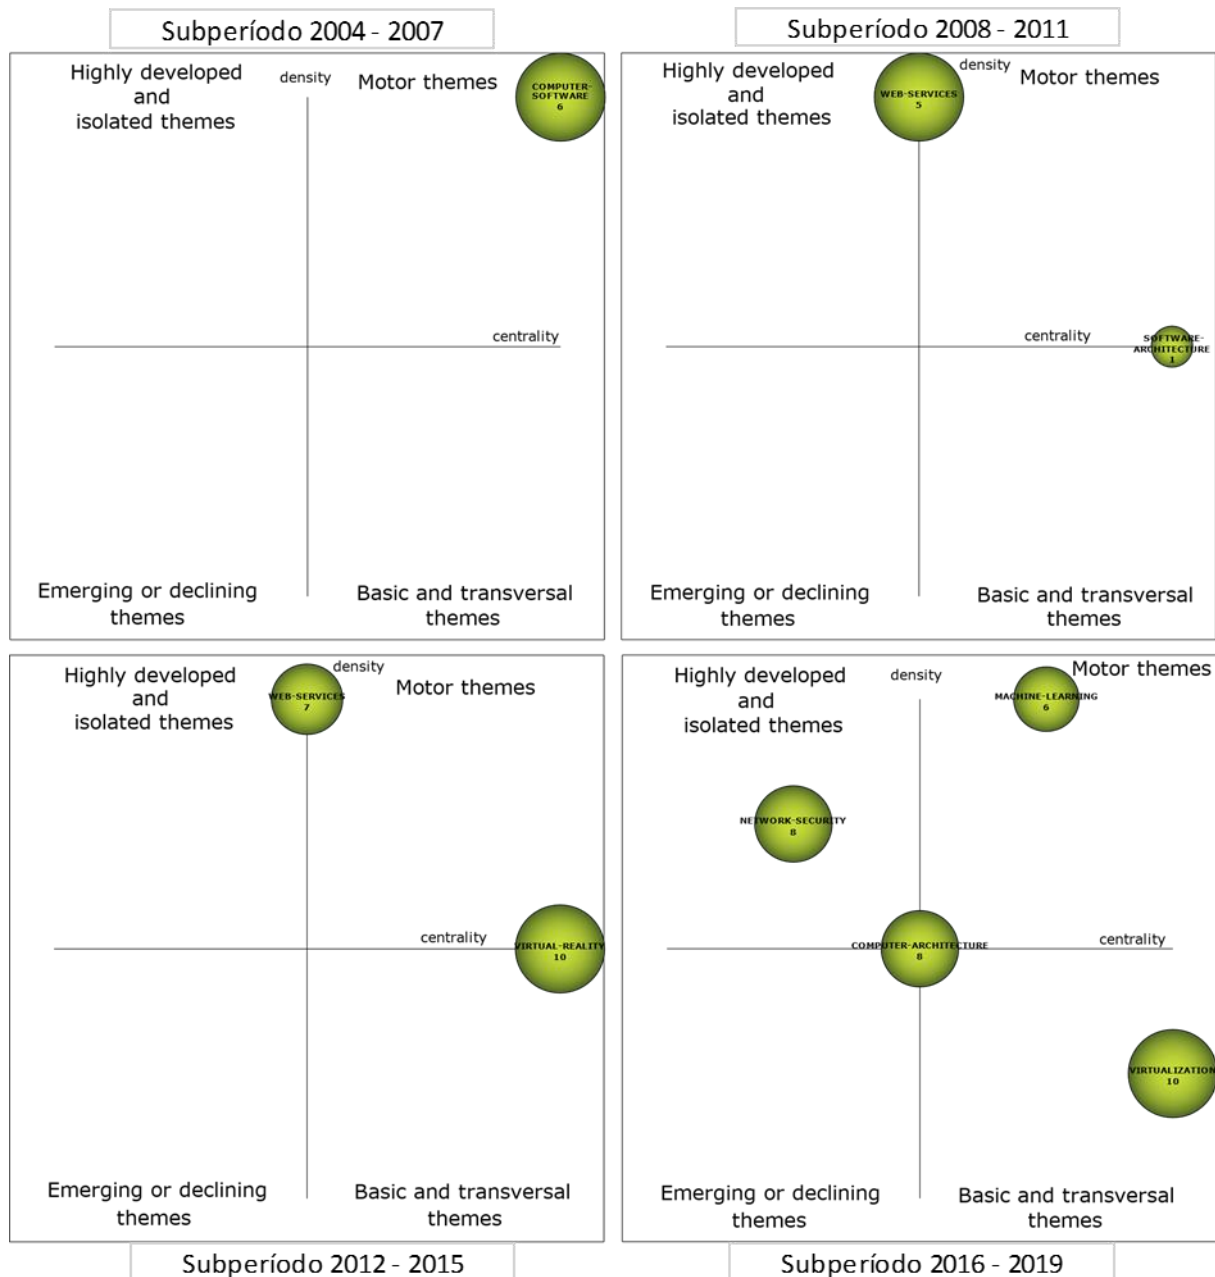 Subperíodo 2004 - 2007
Highly developed
and
isolated themes
density
Motor themes
COMPUTER-
SOFTWARE
6
centrality
Emerging or declining
themes
Basic and transversal
themes
Subperíodo 2008 - 2011
Highly developed
and
isolated themes
density
Motor themes
WEB-SERVICES
5
centrality
SOFTWARE-
ARCHITECTURE
1
Emerging or declining
themes
Basic and transversal
themes
Highly developed
and
isolated themes
density
Motor themes
WEB-SERVICES
7
centrality
VIRTUAL-REALITY
10
Emerging or declining
themes
Basic and transversal
themes
Subperíodo 2012 - 2015
Highly developed
and
isolated themes
density
Motor themes
MACHINE-LEARNING
6
NETWORK-SECURITY
8
COMPUTER-ARCHITECTURE
8
centrality
VIRTUALIZATION
10
Emerging or declining
themes
Basic and transversal
themes
Subperíodo 2016 - 2019